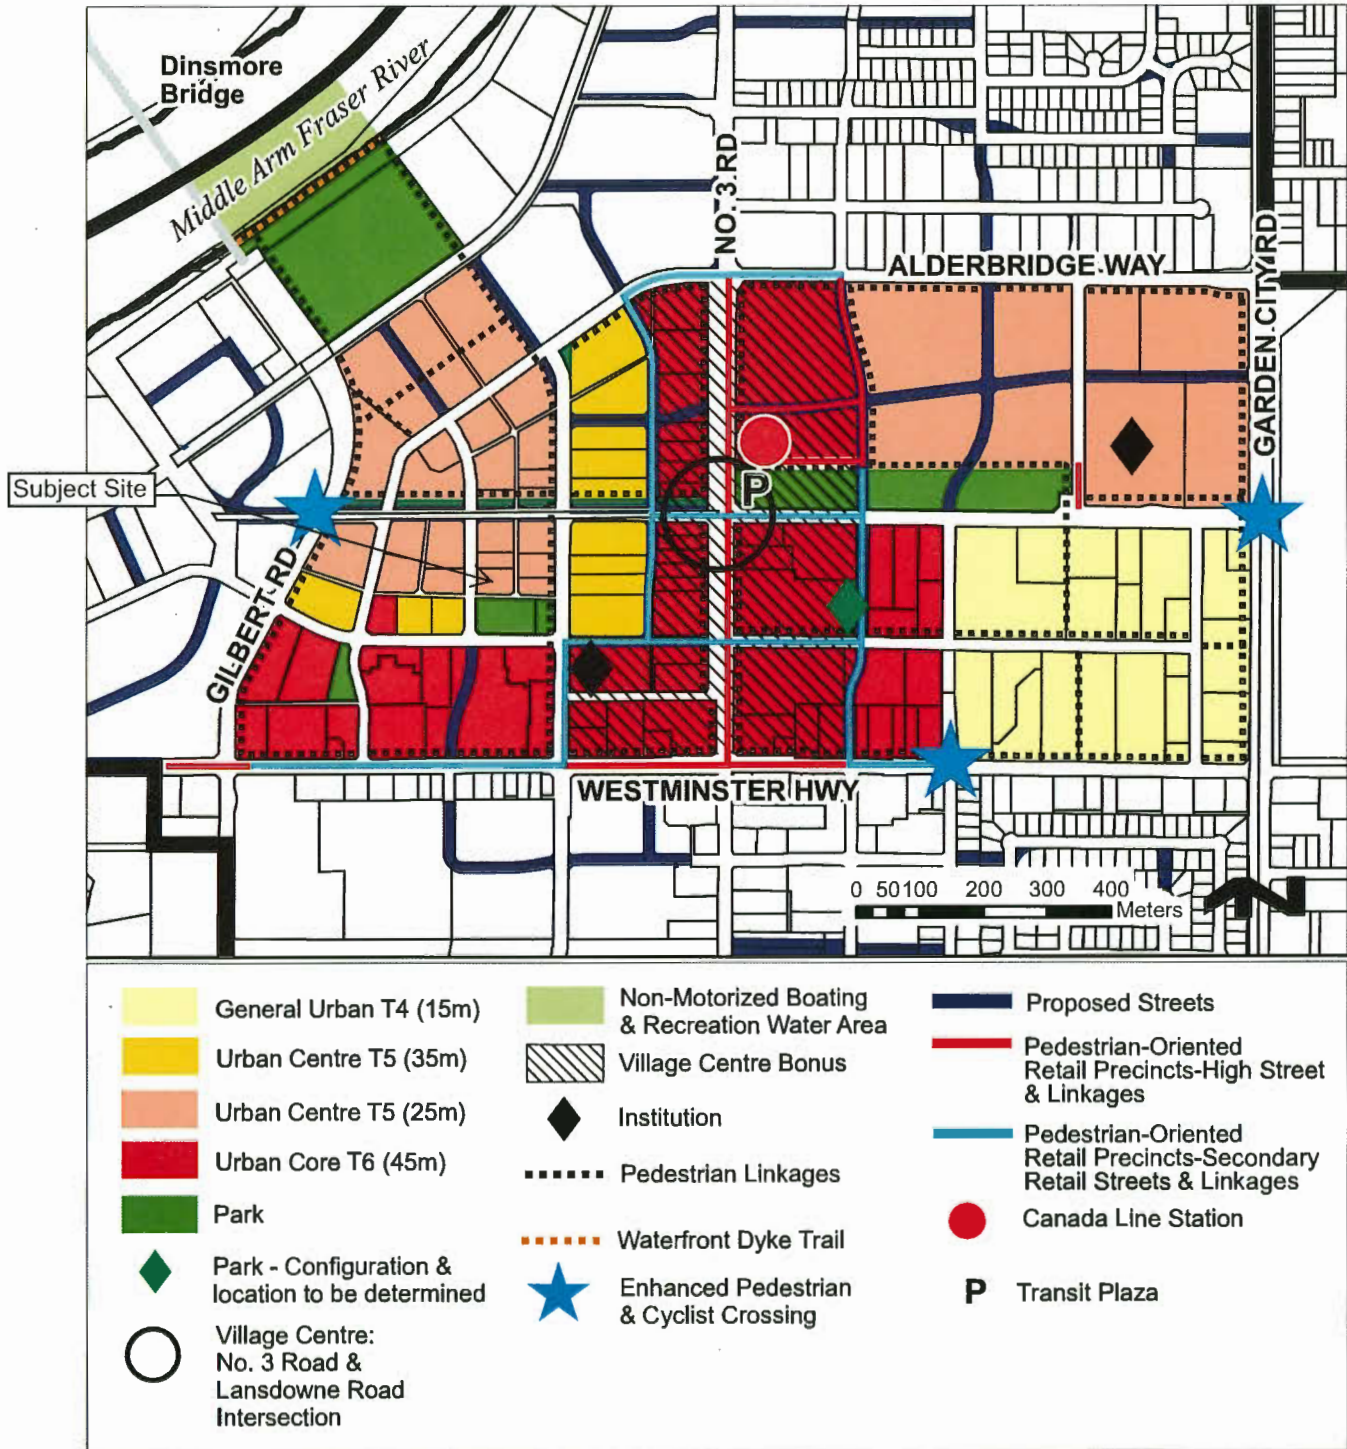 Dinsmore
Bridge
Middle Arm Fraser River
NO. 3 RD
ALDERBRIDGE WAY
GARDEN CITY RD
Subject Site
P
GILBERT RD
WESTMINSTER HWY
0 50 100 200 300 400
Meters
General Urban T4 (15m)
Urban Centre T5 (35m)
Urban Centre T5 (25m)
Urban Core T6 (45m)
Park
Park - Configuration &
location to be determined
Village Centre:
No. 3 Road &
Lansdowne Road
Intersection
Non-Motorized Boating
& Recreation Water Area
Village Centre Bonus
Institution
Pedestrian Linkages
Waterfront Dyke Trail
Enhanced Pedestrian
& Cyclist Crossing
Proposed Streets
Pedestrian-Oriented
Retail Precincts-High Street
& Linkages
Pedestrian-Oriented
Retail Precincts-Secondary
Retail Streets & Linkages
Canada Line Station
P Transit Plaza